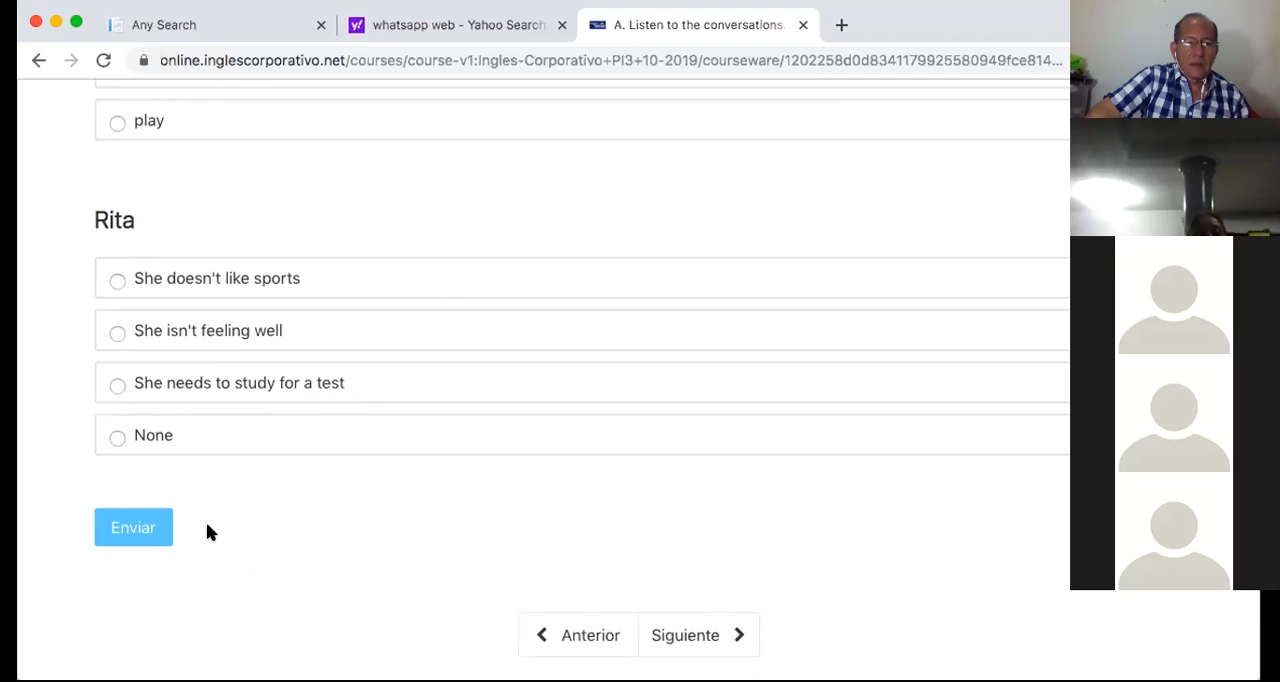 Any Search
whatsapp web - Yahoo Search
A. Listen to the conversations.
online.inglescorporativo.net/courses/course-v1:Ingles-Corporativo+PI3+10-2019/courseware/1202258d0d8341179925580949fce814...
play
Rita
She doesn't like sports
She isn't feeling well
She needs to study for a test
None
Enviar
Anterior
Siguiente